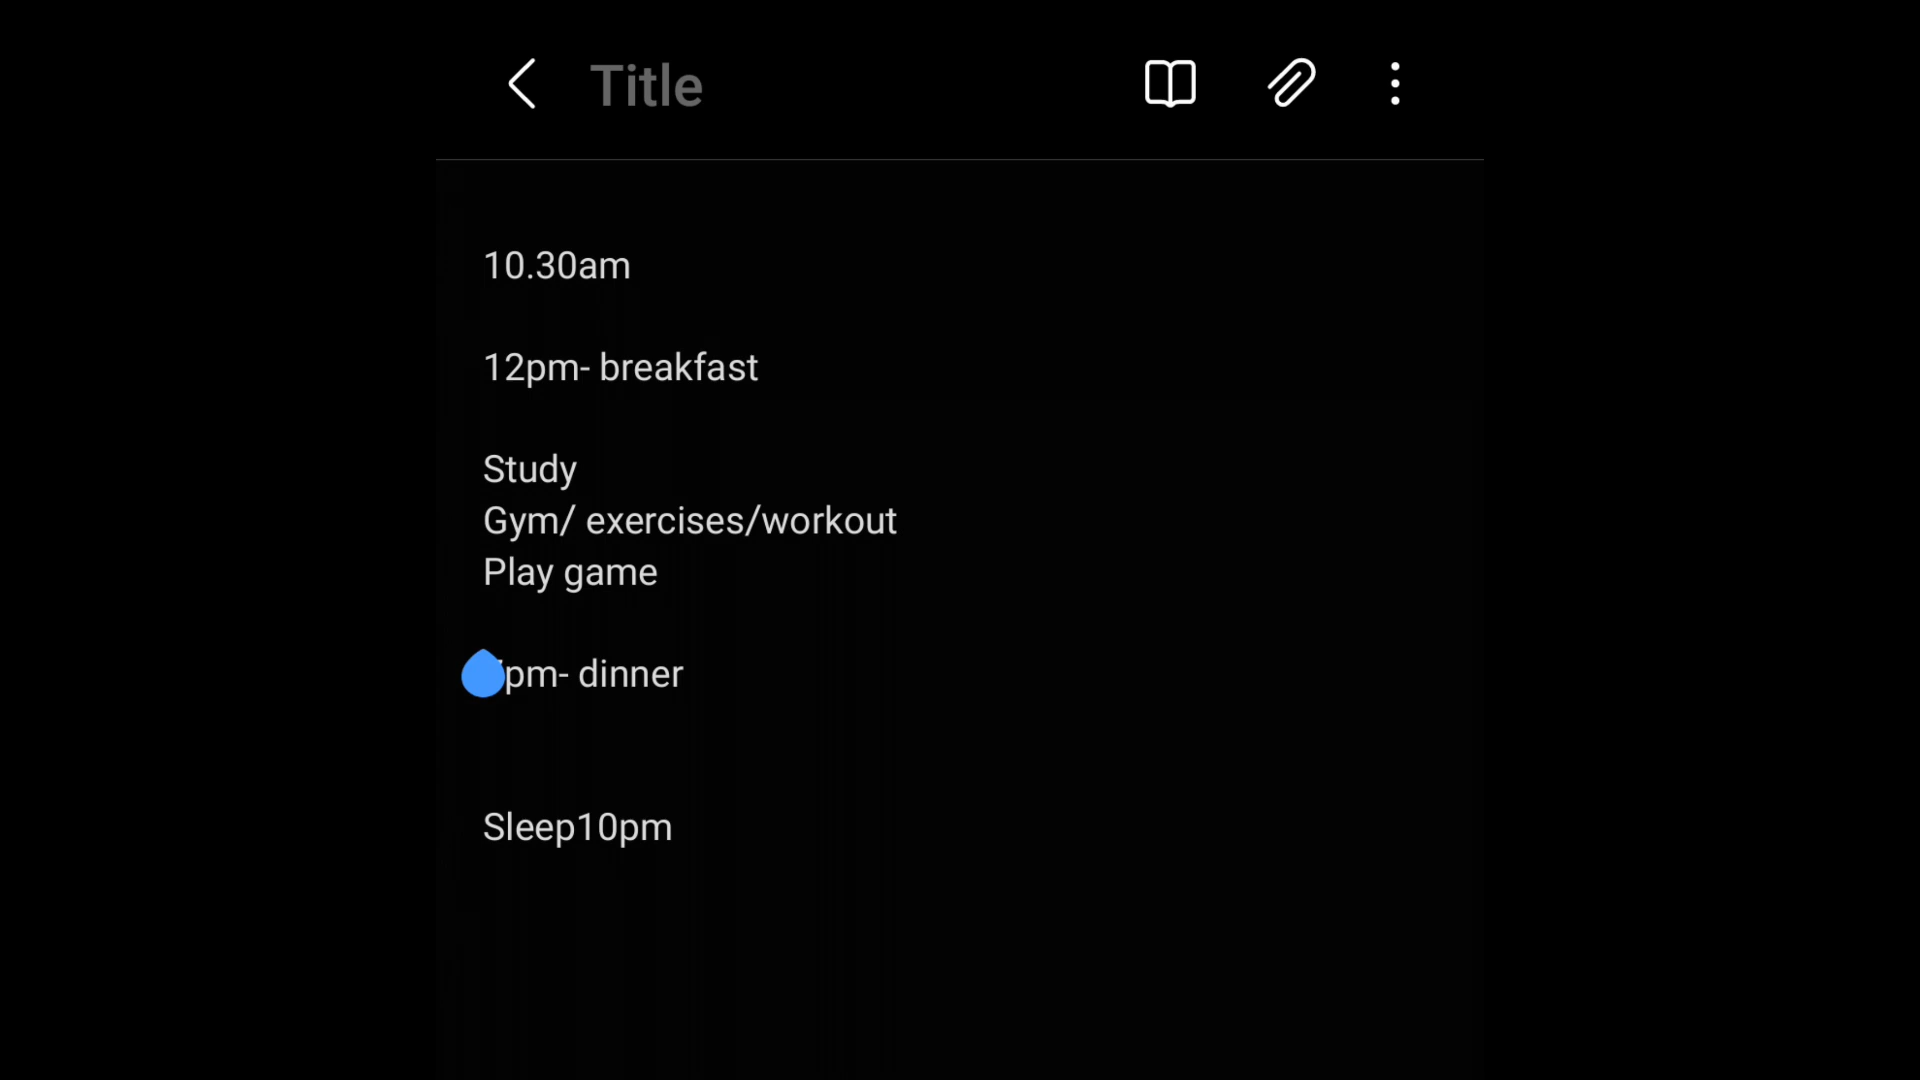 Title
10.30am
12pm- breakfast
Study
Gym/ exercises/workout
Play game
pm- dinner
Sleep10pm